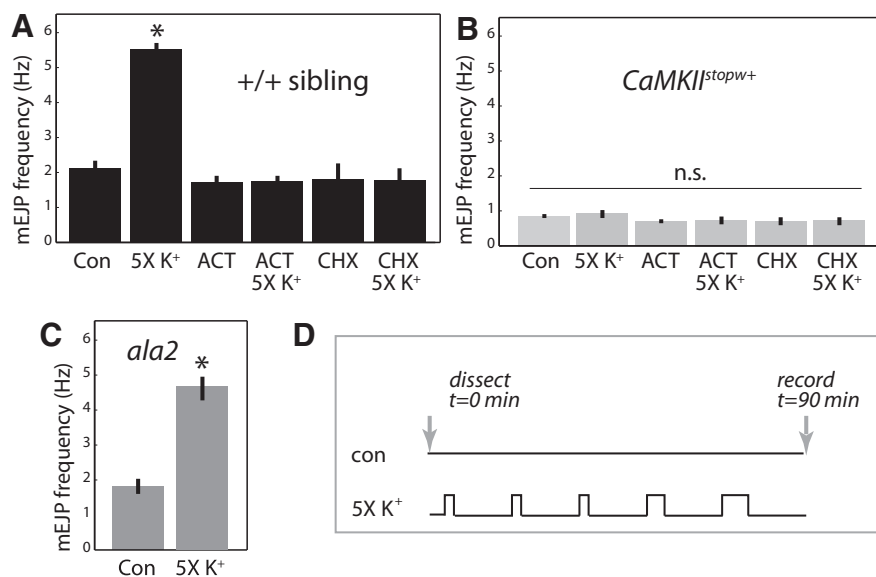 A
mEJP frequency (Hz)
6
5
4
3
2
1
0
*
+/+ sibling
Con 5X K⁺ ACT ACT 5X K⁺ CHX CHX 5X K⁺
B
mEJP frequency (Hz)
6
5
4
3
2
1
0
CaMKIIstopw+
n.s.
Con 5X K⁺ ACT ACT 5X K⁺ CHX CHX 5X K⁺
C
mEJP frequency (Hz)
6
5
4
3
2
1
0
ala2
*
Con 5X K⁺
D
dissect
t=0 min
record
t=90 min
con
5X K⁺